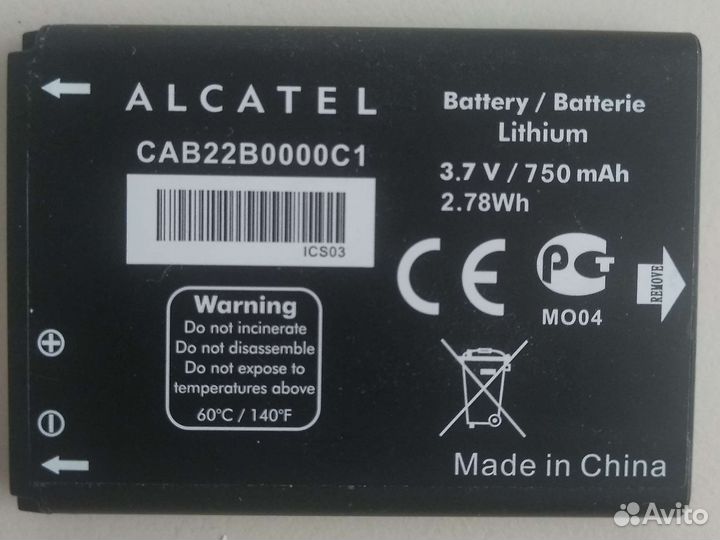 ALCATEL
CAB22B0000C1
ICS03
Battery / Batterie
Lithium
3.7 V / 750 mAh
2.78Wh
CE
РСТ
MO04
REMOVE
Warning
Do not incinerate
Do not disassemble
Do not expose to
temperatures above
60°C / 140°F
+
−
Made in China
Avito